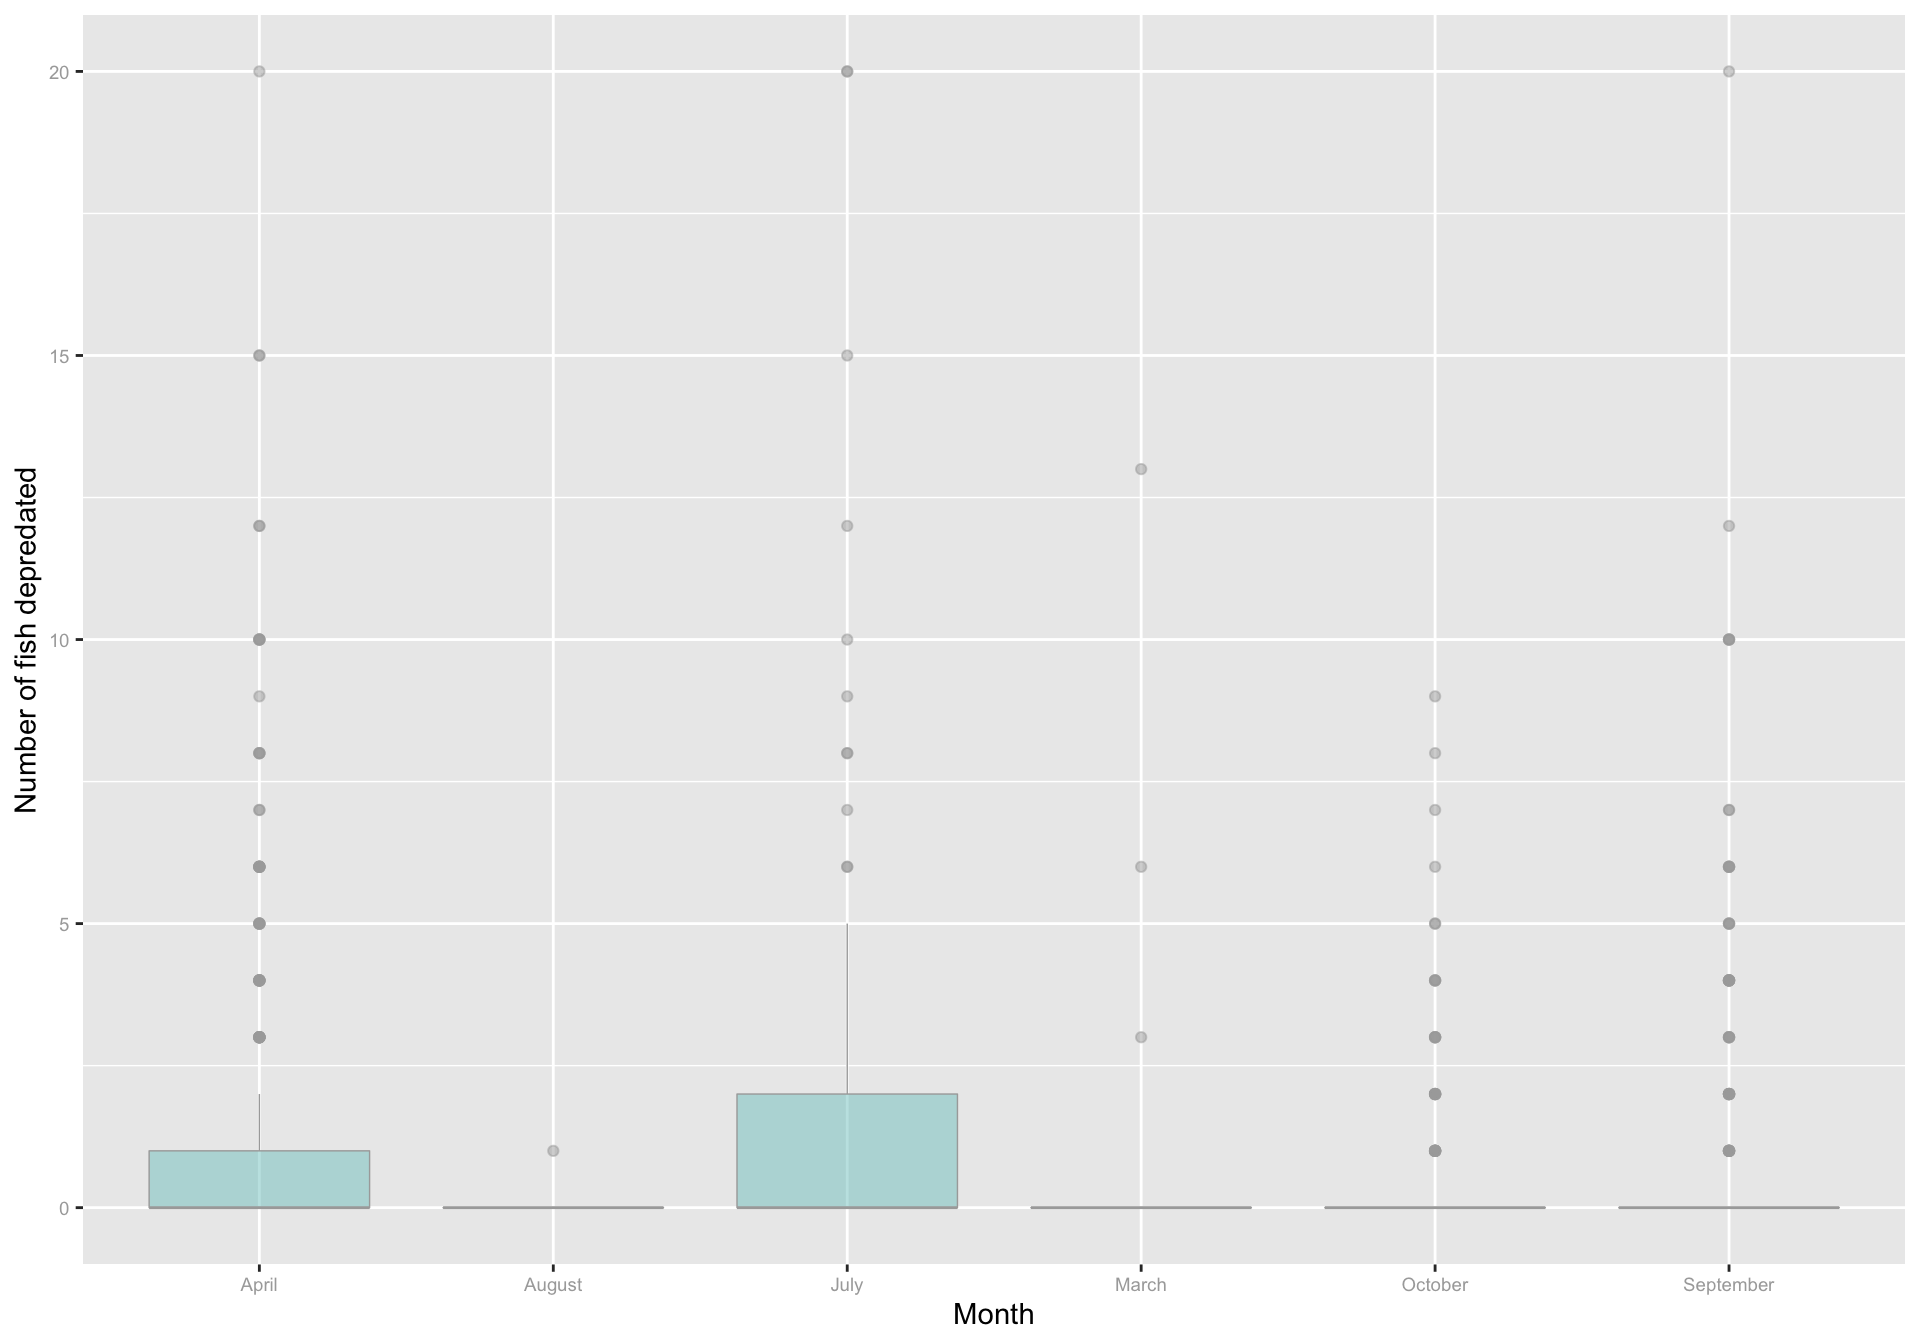 20
15
10
5
0
Number of fish depredated
April
August
July
March
October
September
Month